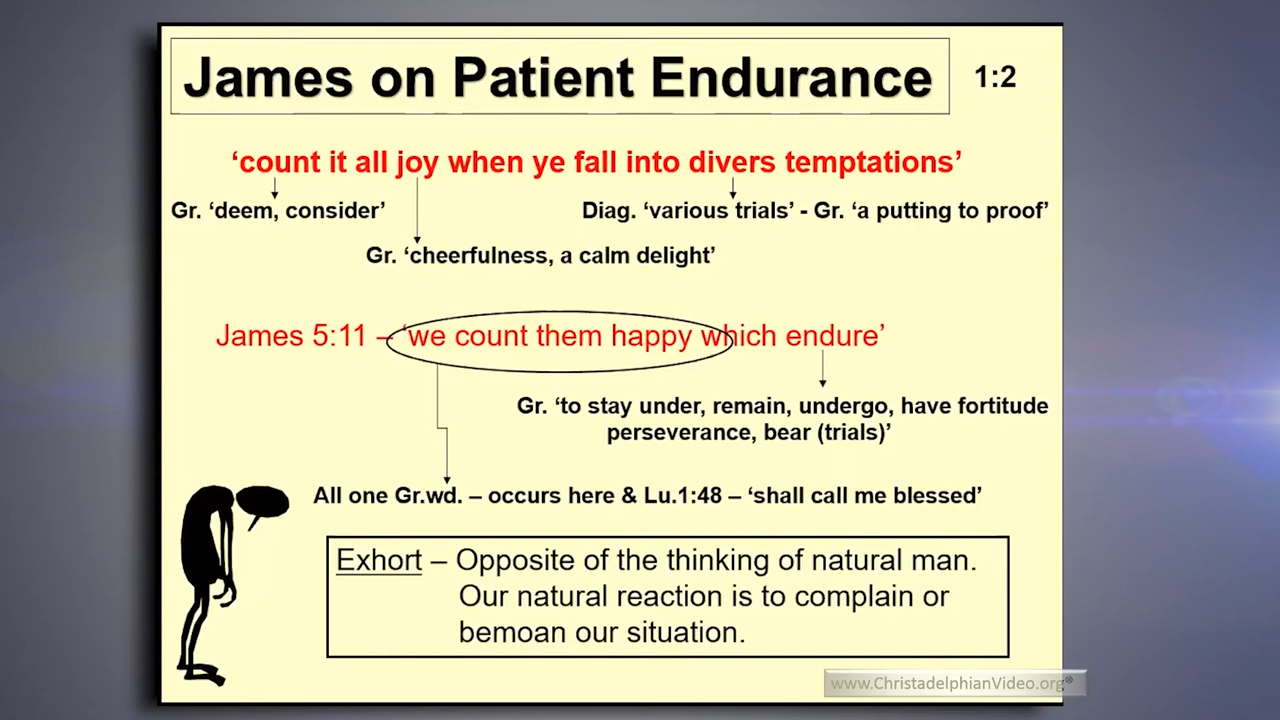 James on Patient Endurance 1:2
‘count it all joy when ye fall into divers temptations’
Gr. ‘deem, consider’ Diag. ‘various trials’ - Gr. ‘a putting to proof’
Gr. ‘cheerfulness, a calm delight’
James 5:11 – ‘we count them happy which endure’
Gr. ‘to stay under, remain, undergo, have fortitude
perseverance, bear (trials)’
All one Gr.wd. – occurs here & Lu.1:48 – ‘shall call me blessed’
Exhort – Opposite of the thinking of natural man.
Our natural reaction is to complain or
bemoan our situation.
www.ChristadelphianVideo.org®